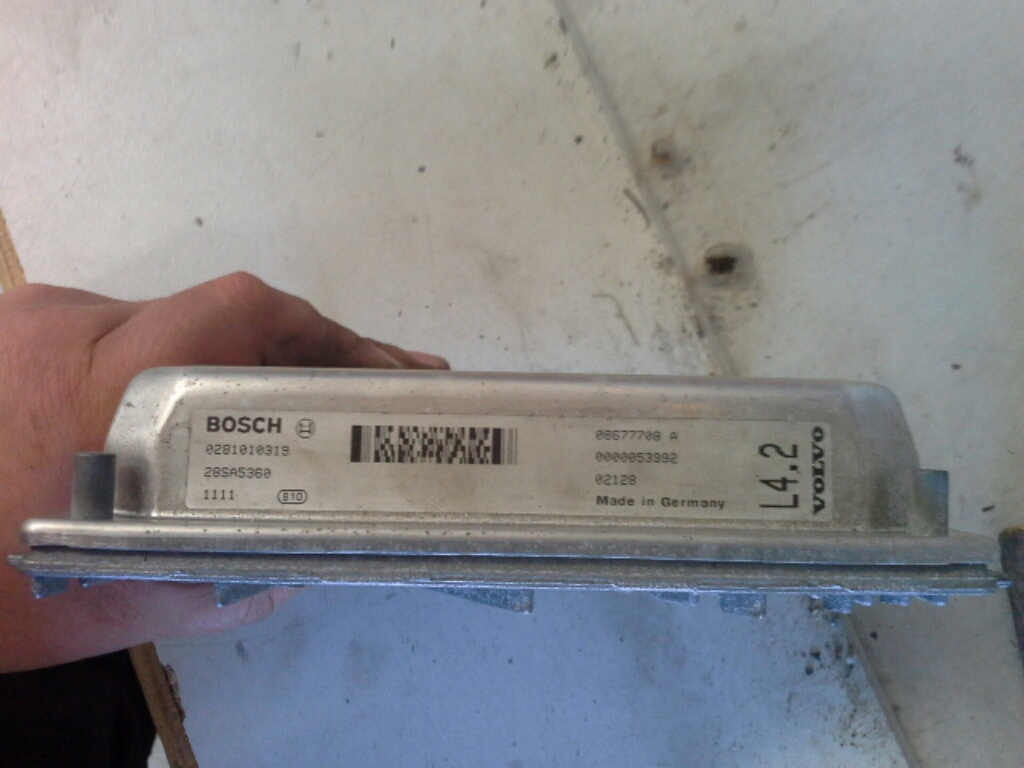 BOSCH
0281010319
28SA5360
1111 810
08677708 A
0000053992
02128
Made in Germany
L4.2
VOLVO